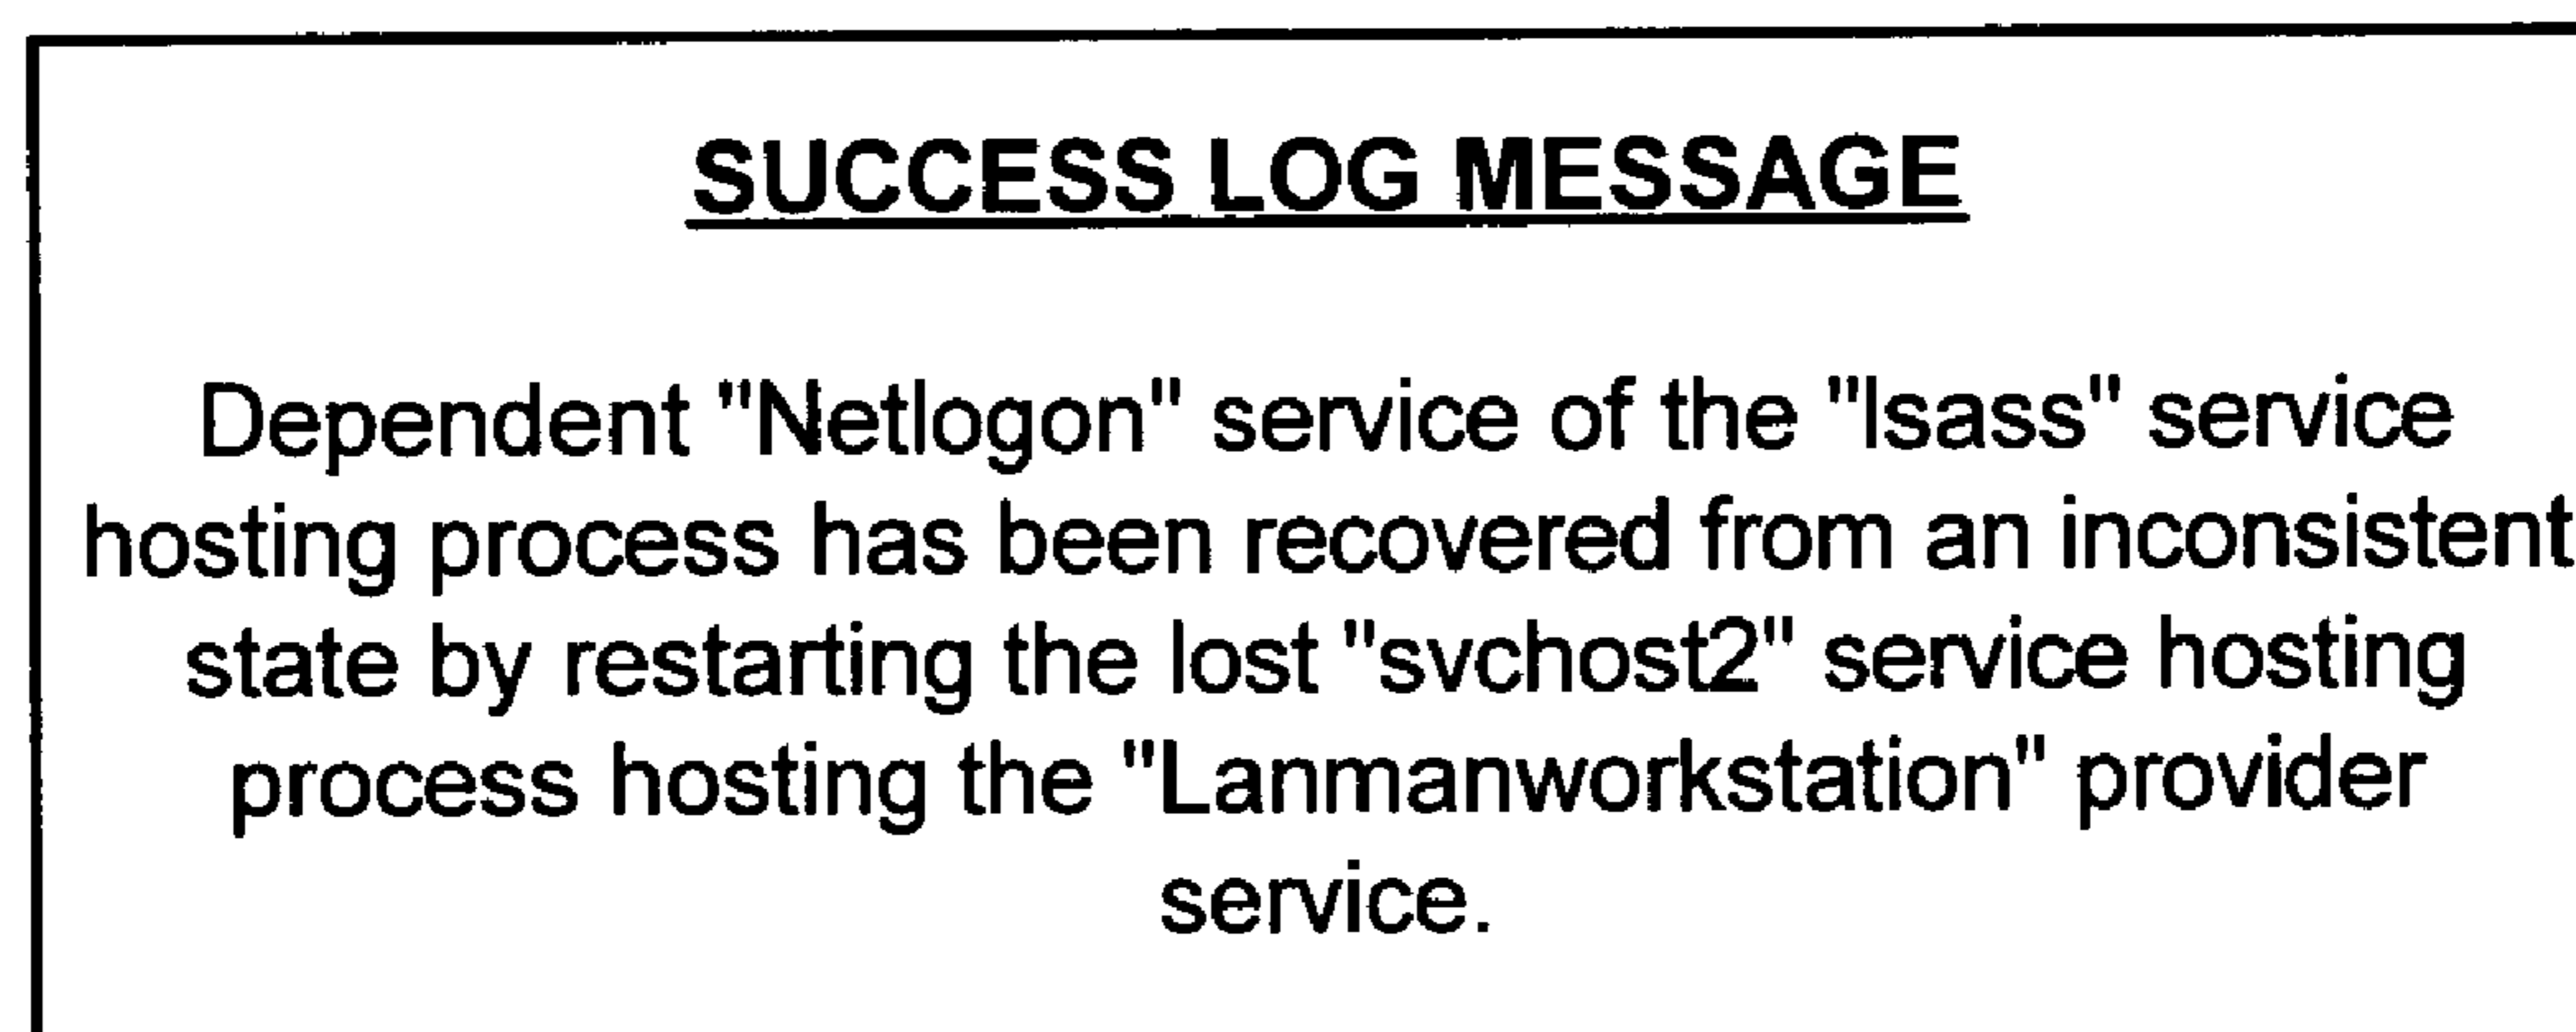 SUCCESS LOG MESSAGE
Dependent "Netlogon" service of the "lsass" service
hosting process has been recovered from an inconsistent
state by restarting the lost "svchost2" service hosting
process hosting the "Lanmanworkstation" provider
service.